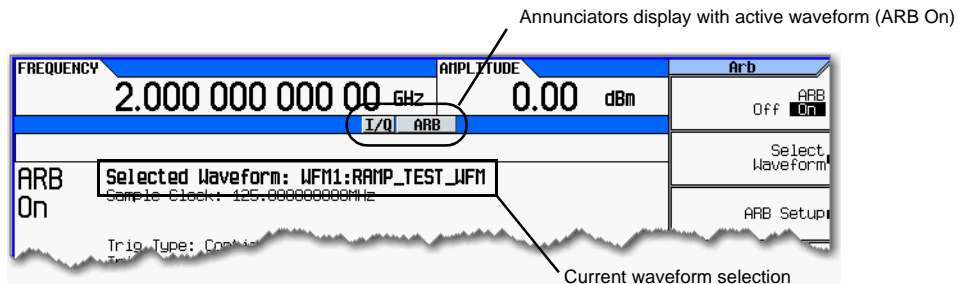 Annunciators display with active waveform (ARB On)
FREQUENCY
AMPLITUDE
Arb
2.000 000 000 00 GHz
0.00 dBm
ARB
Off On
I/Q ARB
Select
Waveform
ARB
On
Selected Waveform: WFM1:RAMP_TEST_WFM
Sample Clock: 125.000000000MHz
ARB Setup
Trig Type:
Current waveform selection